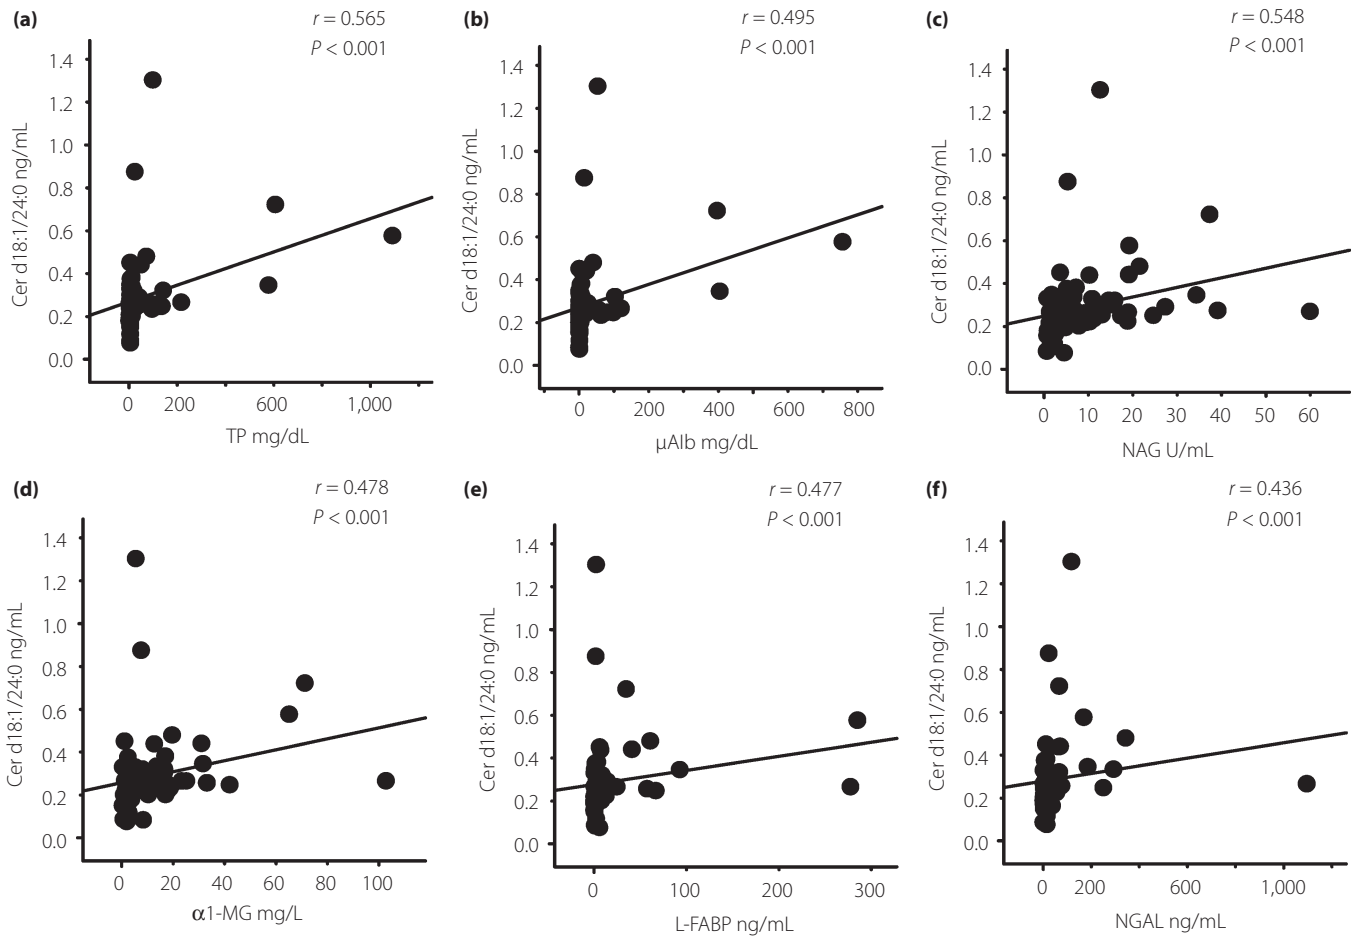 (a)
r = 0.565
P < 0.001
Cer d18:1/24:0 ng/mL
1.4
1.2
1.0
0.8
0.6
0.4
0.2
0.0
0 200 600 1,000
TP mg/dL
(b)
r = 0.495
P < 0.001
Cer d18:1/24:0 ng/mL
1.4
1.2
1.0
0.8
0.6
0.4
0.2
0.0
0 200 400 600 800
μAlb mg/dL
(c)
r = 0.548
P < 0.001
Cer d18:1/24:0 ng/mL
1.4
1.2
1.0
0.8
0.6
0.4
0.2
0.0
0 10 20 30 40 50 60
NAG U/mL
(d)
r = 0.478
P < 0.001
Cer d18:1/24:0 ng/mL
1.4
1.2
1.0
0.8
0.6
0.4
0.2
0.0
0 20 40 60 80 100
α1-MG mg/L
(e)
r = 0.477
P < 0.001
Cer d18:1/24:0 ng/mL
1.4
1.2
1.0
0.8
0.6
0.4
0.2
0.0
0 100 200 300
L-FABP ng/mL
(f)
r = 0.436
P < 0.001
Cer d18:1/24:0 ng/mL
1.4
1.2
1.0
0.8
0.6
0.4
0.2
0.0
0 200 600 1,000
NGAL ng/mL